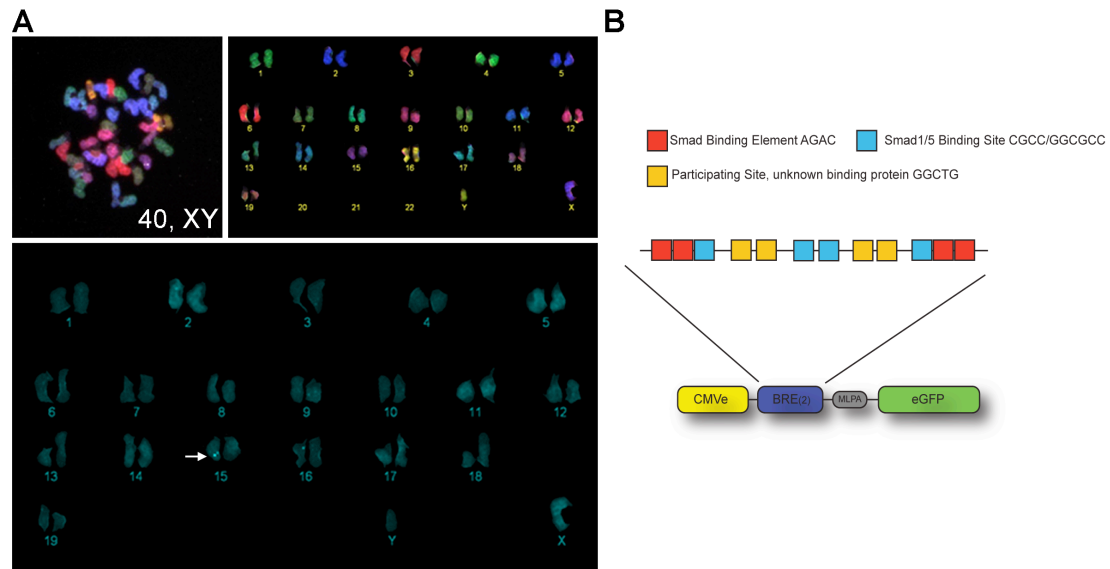 A
40, XY
1 2 3 4 5
6 7 8 9 10 11 12
13 14 15 16 17 18
19 20 21 22 Y X
1 2 3 4 5
6 7 8 9 10 11 12
13 14 15 16 17 18
19 Y X
B
Smad Binding Element AGAC
Smad1/5 Binding Site CGCC/GGCGCC
Participating Site, unknown binding protein GGCTG
CMVe BRE(2) MLPA eGFP